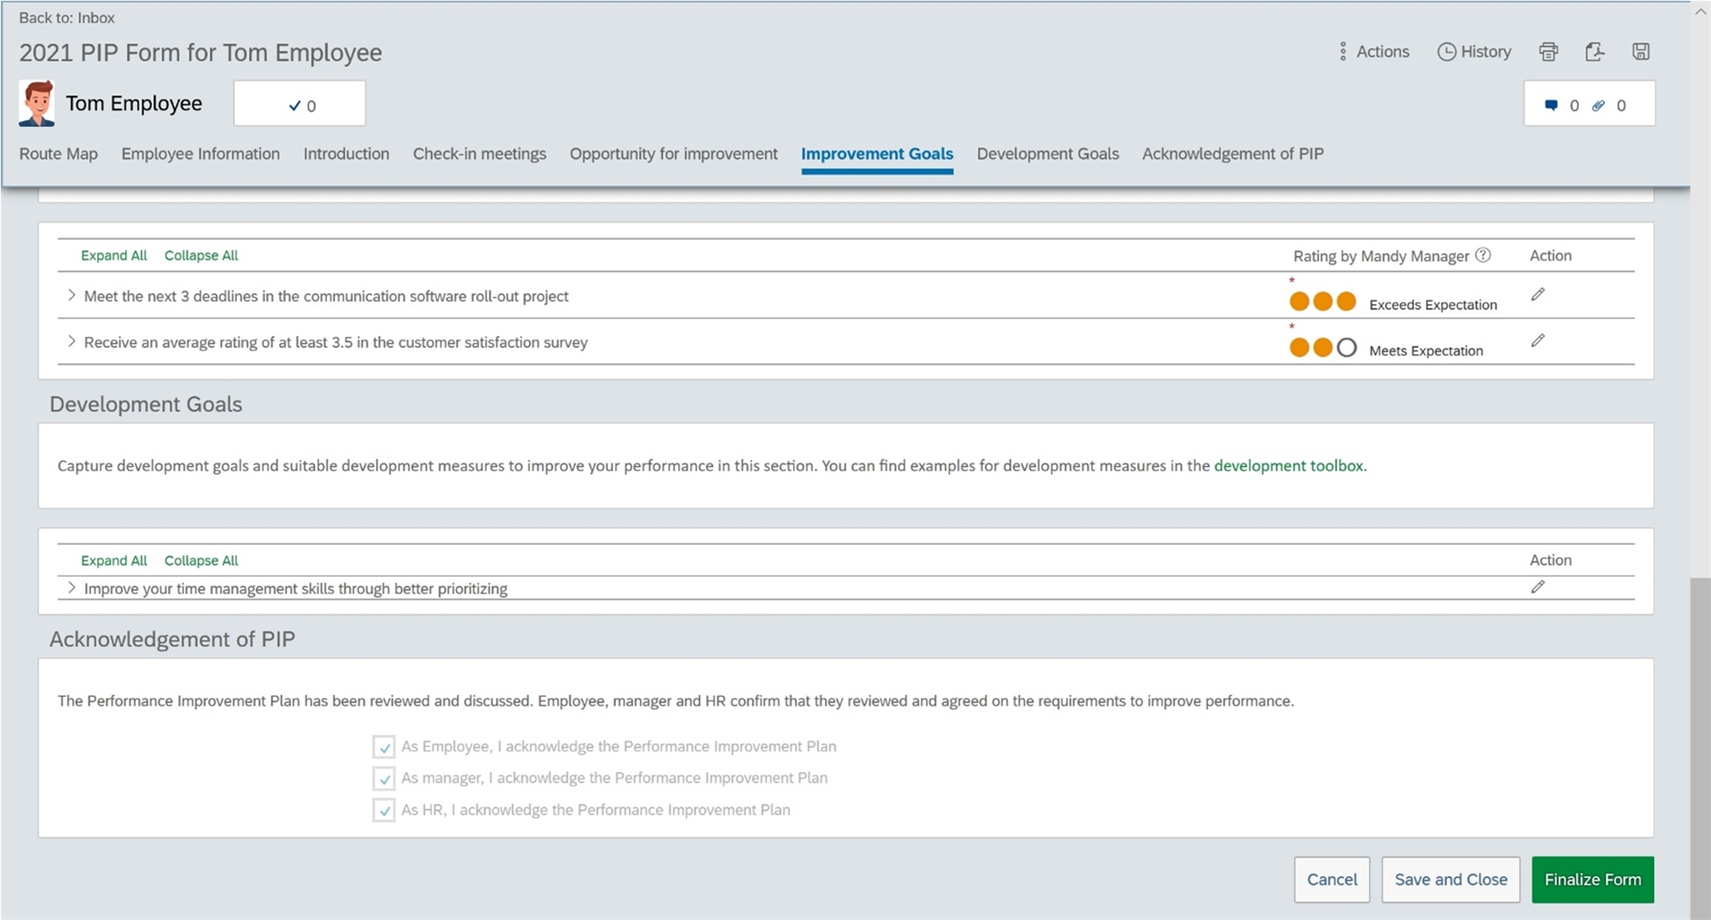 Back to: Inbox
2021 PIP Form for Tom Employee
Actions History
Tom Employee 0 0 0
Route Map Employee Information Introduction Check-in meetings Opportunity for improvement Improvement Goals Development Goals Acknowledgement of PIP
Expand All Collapse All Rating by Mandy Manager ? Action
Meet the next 3 deadlines in the communication software roll-out project * Exceeds Expectation
Receive an average rating of at least 3.5 in the customer satisfaction survey * Meets Expectation
Development Goals
Capture development goals and suitable development measures to improve your performance in this section. You can find examples for development measures in the development toolbox.
Expand All Collapse All Action
Improve your time management skills through better prioritizing
Acknowledgement of PIP
The Performance Improvement Plan has been reviewed and discussed. Employee, manager and HR confirm that they reviewed and agreed on the requirements to improve performance.
As Employee, I acknowledge the Performance Improvement Plan
As manager, I acknowledge the Performance Improvement Plan
As HR, I acknowledge the Performance Improvement Plan
Cancel Save and Close Finalize Form